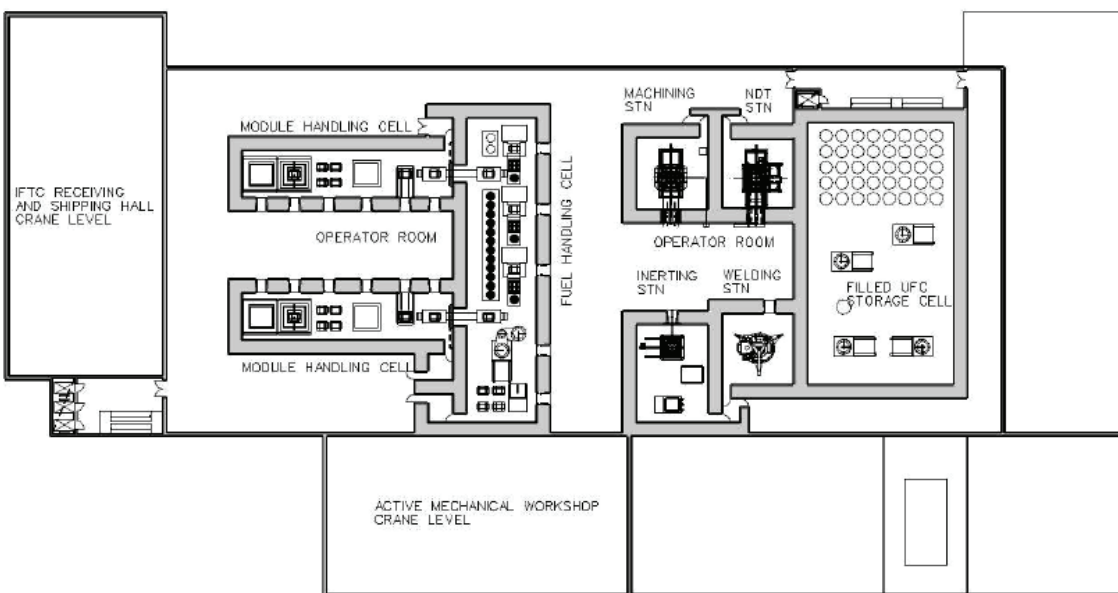 MACHINING
STN
NDT
STN
MODULE HANDLING CELL
IFTC RECEIVING
AND SHIPPING HALL
CRANE LEVEL
OPERATOR ROOM
FUEL HANDLING CELL
OPERATOR ROOM
INERTING
STN
WELDING
STN
FILLED UFC
STORAGE CELL
MODULE HANDLING CELL
ACTIVE MECHANICAL WORKSHOP
CRANE LEVEL